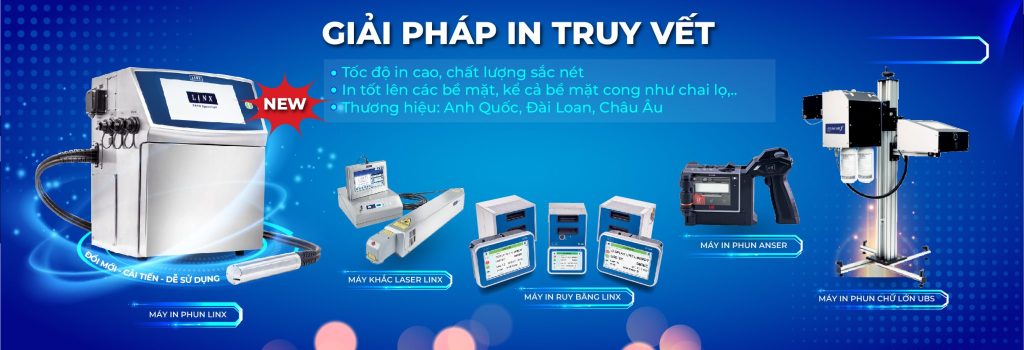 GIẢI PHÁP IN TRUY VẾT
• Tốc độ in cao, chất lượng sắc nét
• In tốt lên các bề mặt, kể cả bề mặt cong như chai lọ,..
• Thương hiệu: Anh Quốc, Đài Loan, Châu Âu
LINX
NEW
ĐỔI MỚI - CẢI TIẾN - DỄ SỬ DỤNG
MÁY IN PHUN LINX
MÁY KHẮC LASER LINX
MÁY IN RUY BĂNG LINX
MÁY IN PHUN ANSER
MÁY IN PHUN CHỮ LỚN UBS